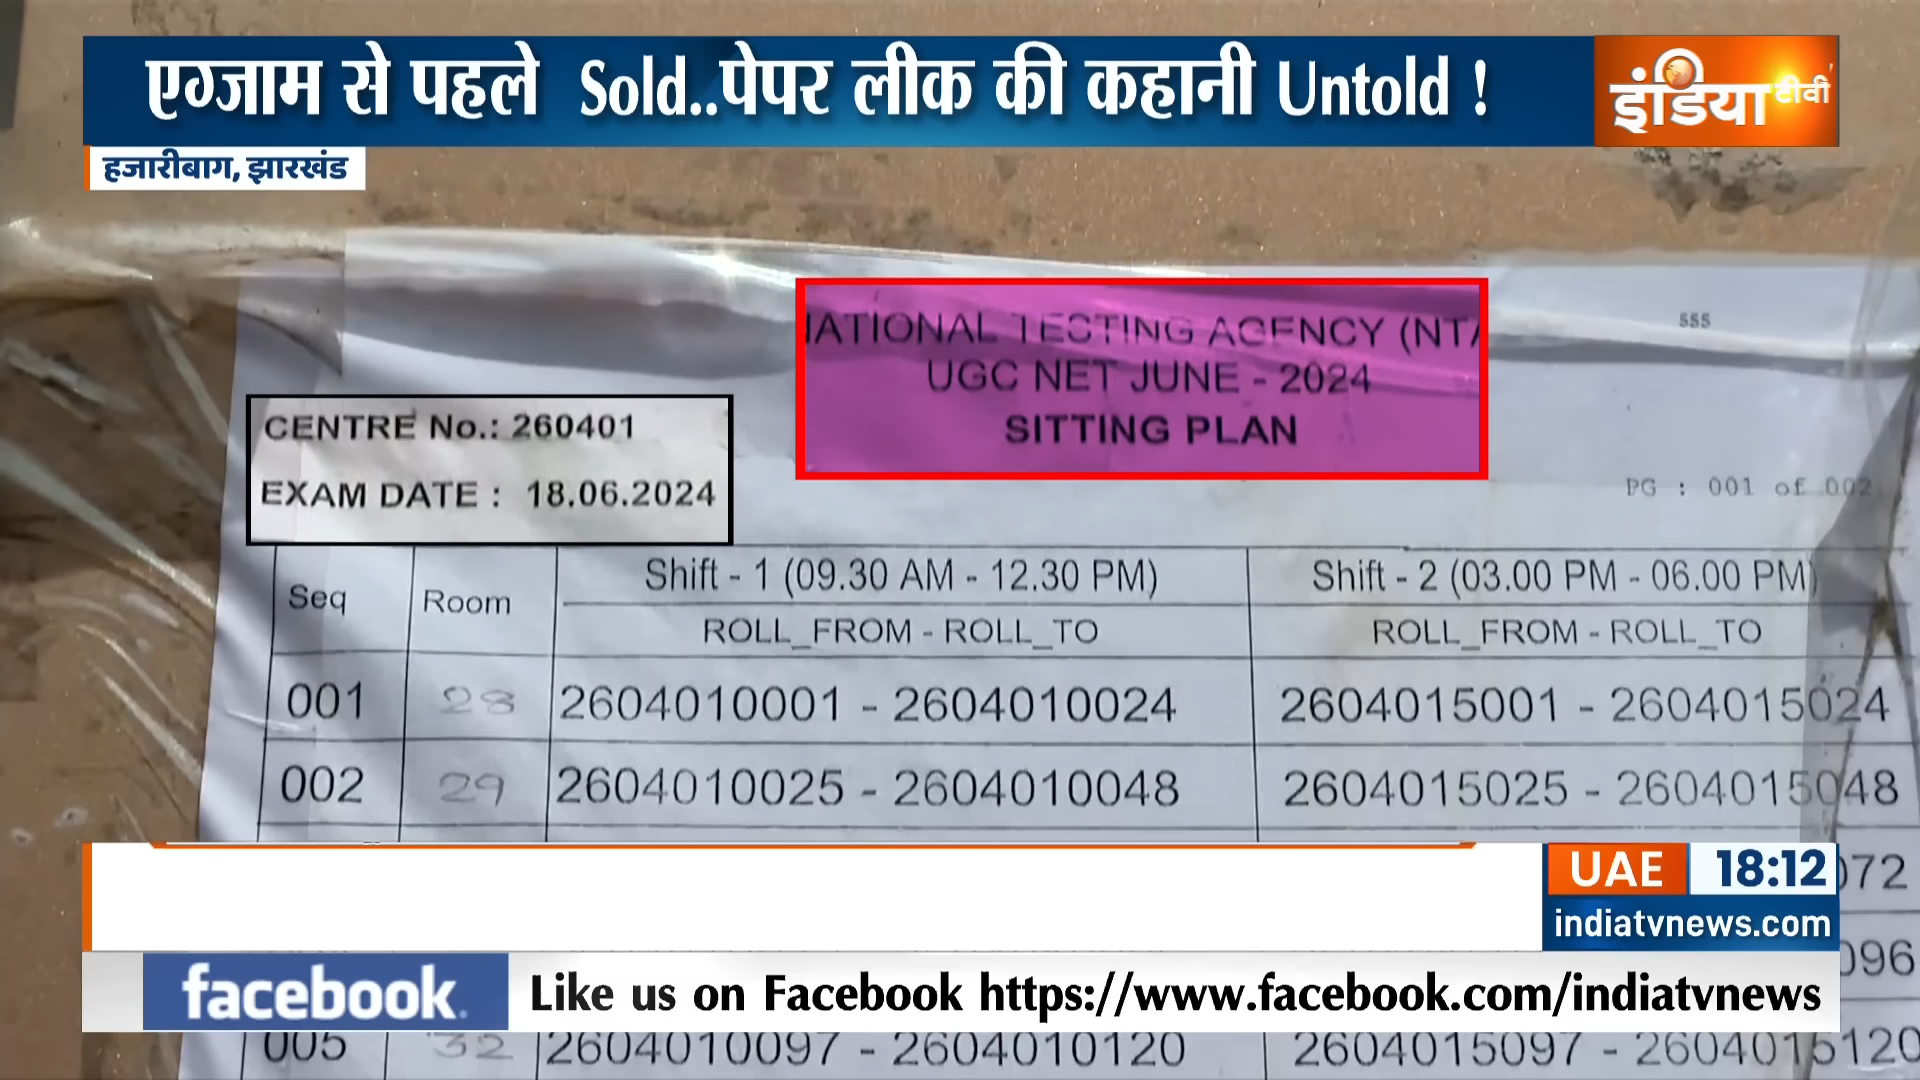 एग्जाम से पहले Sold..पेपर लीक की कहानी Untold !
इंडिया टीवी
हजारीबाग, झारखंड
NATIONAL TESTING AGENCY (NTA
555
UGC NET JUNE - 2024
SITTING PLAN
CENTRE No.: 260401
EXAM DATE : 18.06.2024
PG : 001 of 002
Seq Room Shift - 1 (09.30 AM - 12.30 PM) Shift - 2 (03.00 PM - 06.00 PM)
ROLL_FROM - ROLL_TO ROLL_FROM - ROLL_TO
001 28 2604010001 - 2604010024 2604015001 - 2604015024
002 29 2604010025 - 2604010048 2604015025 - 2604015048
UAE 18:12
072
indiatvnews.com
096
facebook. Like us on Facebook https://www.facebook.com/indiatvnews
005 32 2604010097 - 2604010120 2604015097 - 2604015120